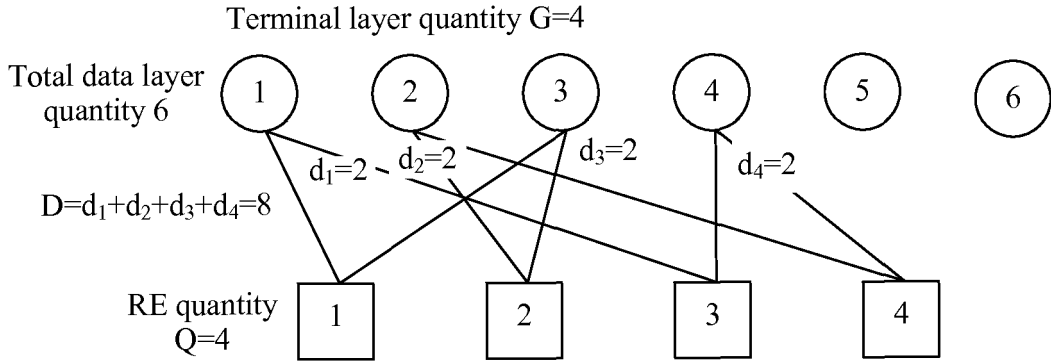 Terminal layer quantity G=4
Total data layer
quantity 6
1 2 3 4 5 6
d₁=2 d₂=2 d₃=2 d₄=2
D=d₁+d₂+d₃+d₄=8
RE quantity
Q=4
1 2 3 4